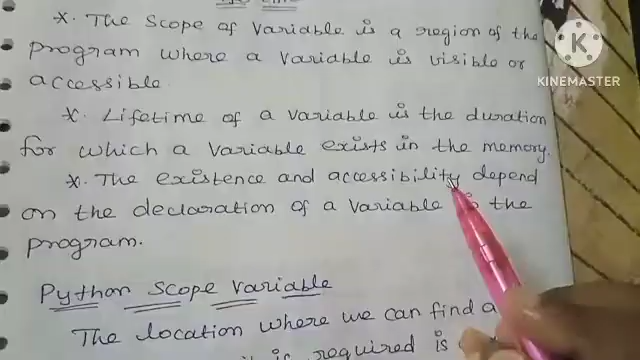 *. The Scope of Variable is a region of the
program where a variable is visible or
accessible.
*. Lifetime of a variable is the duration
for which a variable exists in the memory.
*. The existence and accessibility depend
on the declaration of a variable the
program.
Python Scope Variable
The location where we can find a
required is
K
KINEMASTER